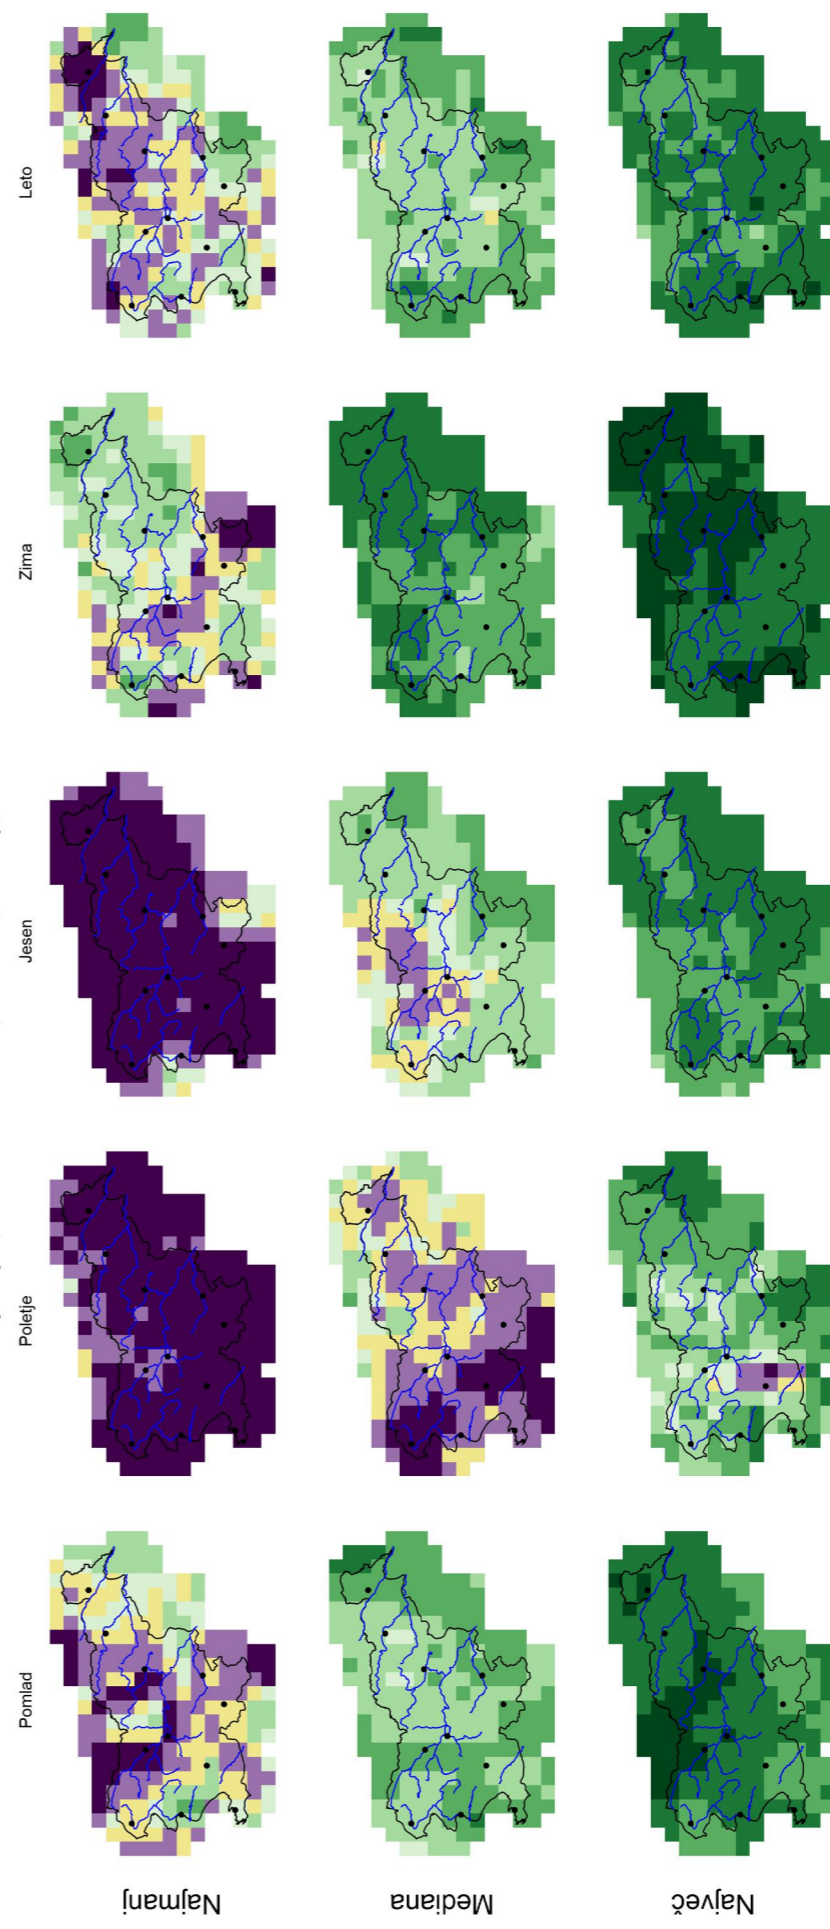 Pomlad
Poletje
Jesen
Zima
Leto
Najmanj
Mediana
Največ